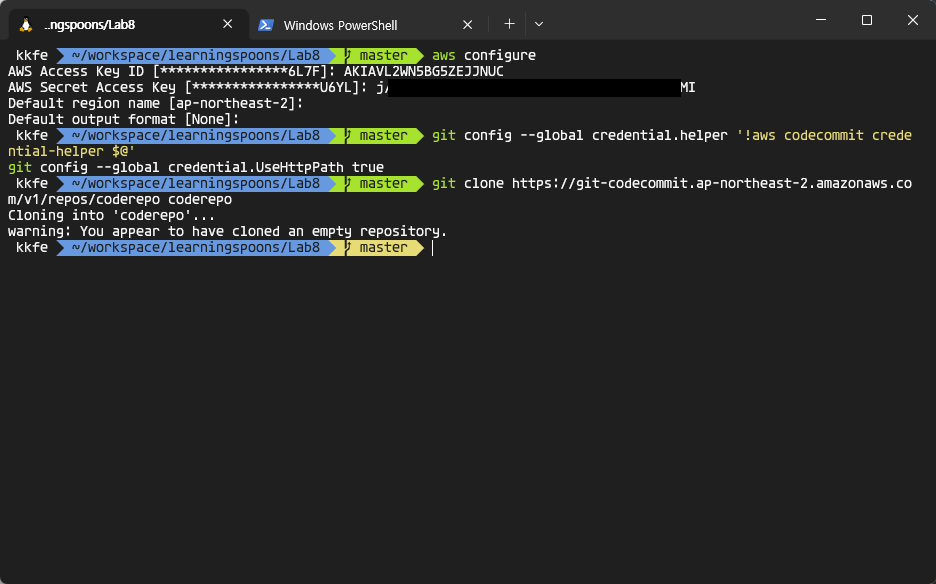 ..ngspoons/Lab8
Windows PowerShell
kkfe ~/workspace/learningspoons/Lab8 master aws configure
AWS Access Key ID [****************6L7F]: AKIAVL2WN5BG5ZEJJNUC
AWS Secret Access Key [****************U6YL]: j/ MI
Default region name [ap-northeast-2]:
Default output format [None]:
kkfe ~/workspace/learningspoons/Lab8 master git config --global credential.helper '!aws codecommit crede
ntial-helper $@'
git config --global credential.UseHttpPath true
kkfe ~/workspace/learningspoons/Lab8 master git clone https://git-codecommit.ap-northeast-2.amazonaws.co
m/v1/repos/coderepo coderepo
Cloning into 'coderepo'...
warning: You appear to have cloned an empty repository.
kkfe ~/workspace/learningspoons/Lab8 master